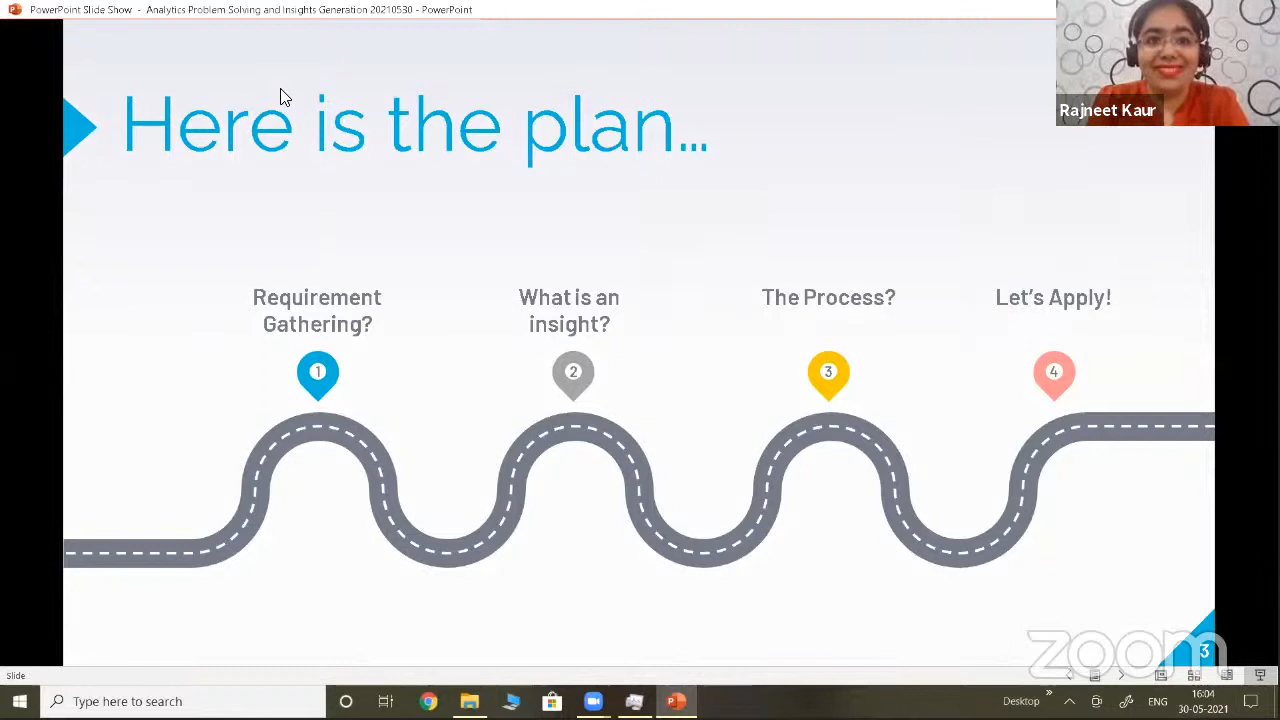 PowerPoint Slide Show - Analytics Problem Solving and Insights Generation 20210530 - PowerPoint
Rajneet Kaur
Here is the plan...
Requirement
Gathering?
What is an
insight?
The Process?
Let's Apply!
1
2
3
4
zoom
3
Slide
Type here to search
Desktop
ENG
16:04
30-05-2021